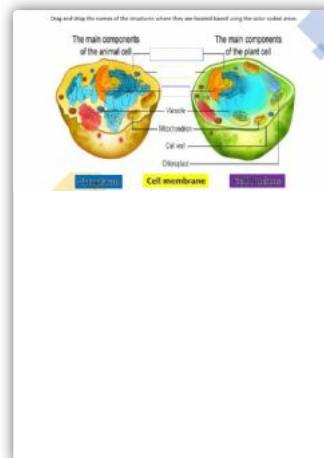 Drag and drop the names of the structures where they are located based using the color coded areas.
The main components of the animal cell
The main components of the plant cell
Vacuole
Mitochondrion
Cell wall
Chloroplast
Cell membrane